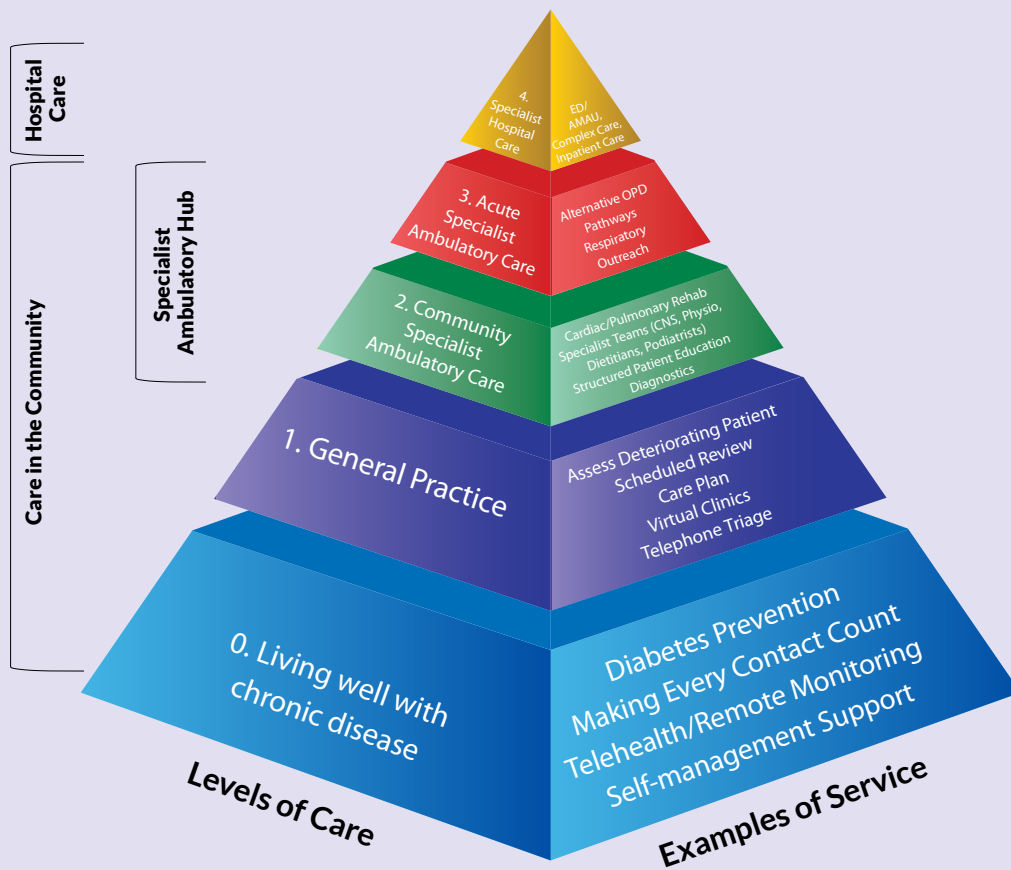 Hospital
Care
Specialist
Ambulatory Hub
Care in the Community
4.
Specialist
Hospital
Care
ED/
AMAU,
Complex Care,
Inpatient Care
3. Acute
Specialist
Ambulatory Care
Alternative OPD
Pathways
Respiratory
Outreach
2. Community
Specialist
Ambulatory Care
Cardiac/Pulmonary Rehab
Specialist Teams (CNS, Physio,
Dietitians, Podiatrists)
Structured Patient Education
Diagnostics
1. General Practice
Assess Deteriorating Patient
Scheduled Review
Care Plan
Virtual Clinics
Telephone Triage
0. Living well with
chronic disease
Diabetes Prevention
Making Every Contact Count
Telehealth/Remote Monitoring
Self-management Support
Levels of Care
Examples of Service